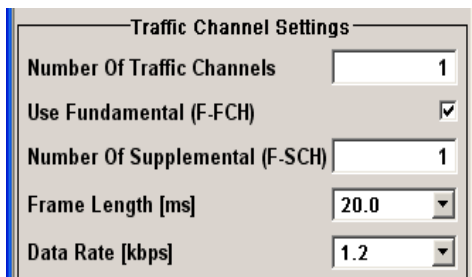 Traffic Channel Settings
Number Of Traffic Channels 1
Use Fundamental (F-FCH)
Number Of Supplemental (F-SCH) 1
Frame Length [ms] 20.0
Data Rate [kbps] 1.2